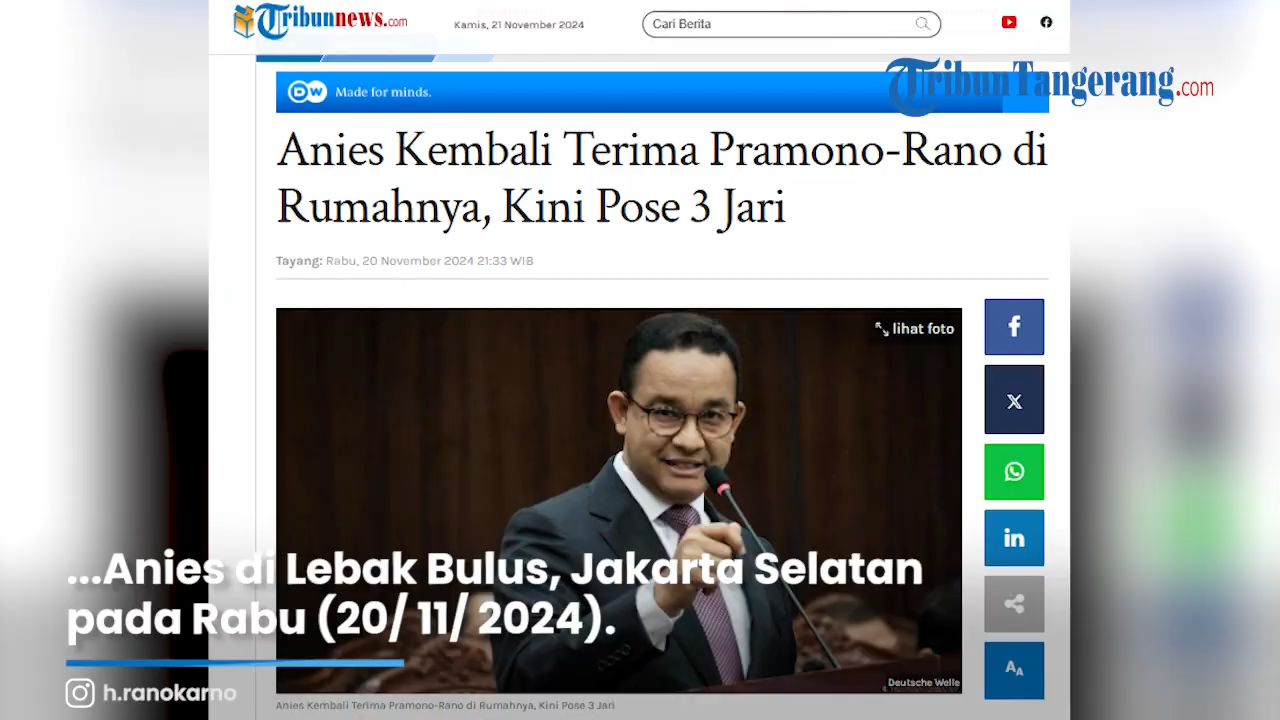 Tribunnews.com
Kamis, 21 November 2024
Cari Berita
TribunTangerang.com
DW Made for minds.
Anies Kembali Terima Pramono-Rano di
Rumahnya, Kini Pose 3 Jari
Tayang: Rabu, 20 November 2024 21:33 WIB
lihat foto
...Anies di Lebak Bulus, Jakarta Selatan
pada Rabu (20/ 11/ 2024).
Deutsche Welle
h.ranokarno
Anies Kembali Terima Pramono-Rano di Rumahnya, Kini Pose 3 Jari